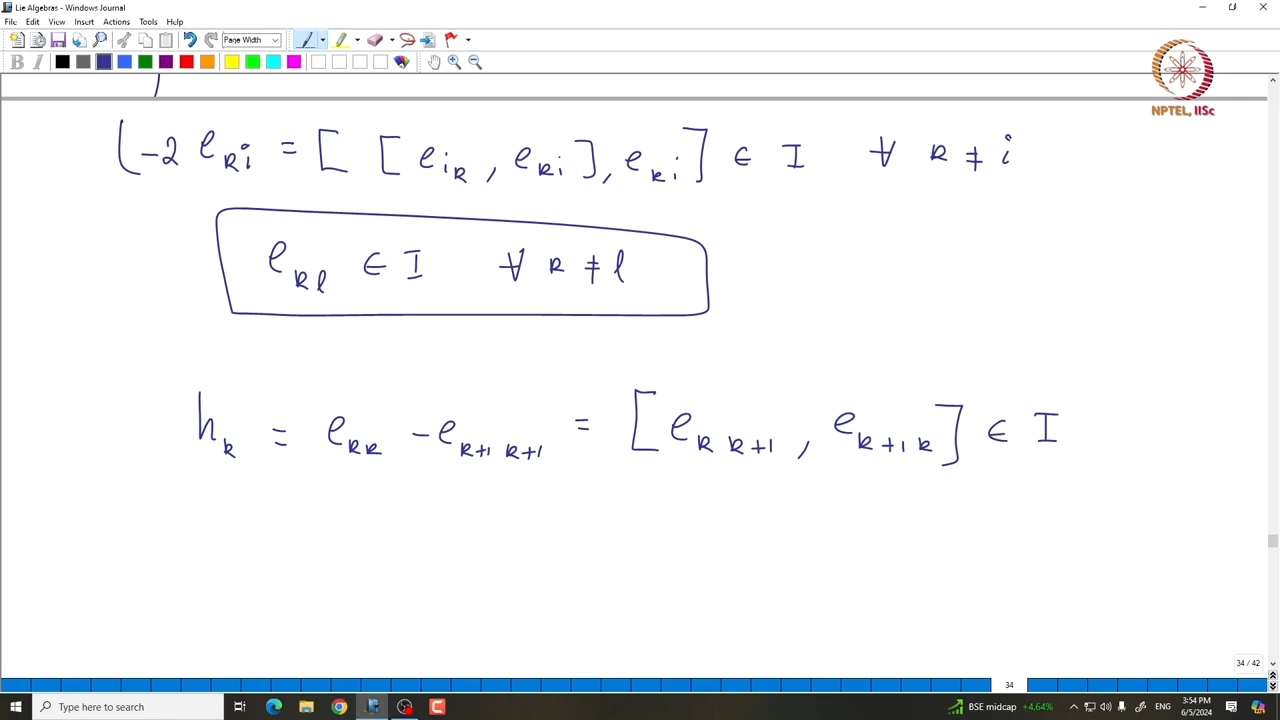 Lie Algebras - Windows Journal
File Edit View Insert Actions Tools Help
Page Width
B i
NPTEL, IISc
(-2 e_{ki} = [ [ e_{ik}, e_{ki} ], e_{ki} ] ∈ I ∀ k ≠ i
e_{kl} ∈ I ∀ k ≠ l
h_k = e_{kk} - e_{k+1 k+1} = [ e_{k k+1}, e_{k+1 k} ] ∈ I
34 / 42
34
Type here to search
BSE midcap +4.64%
3:54 PM
6/5/2024